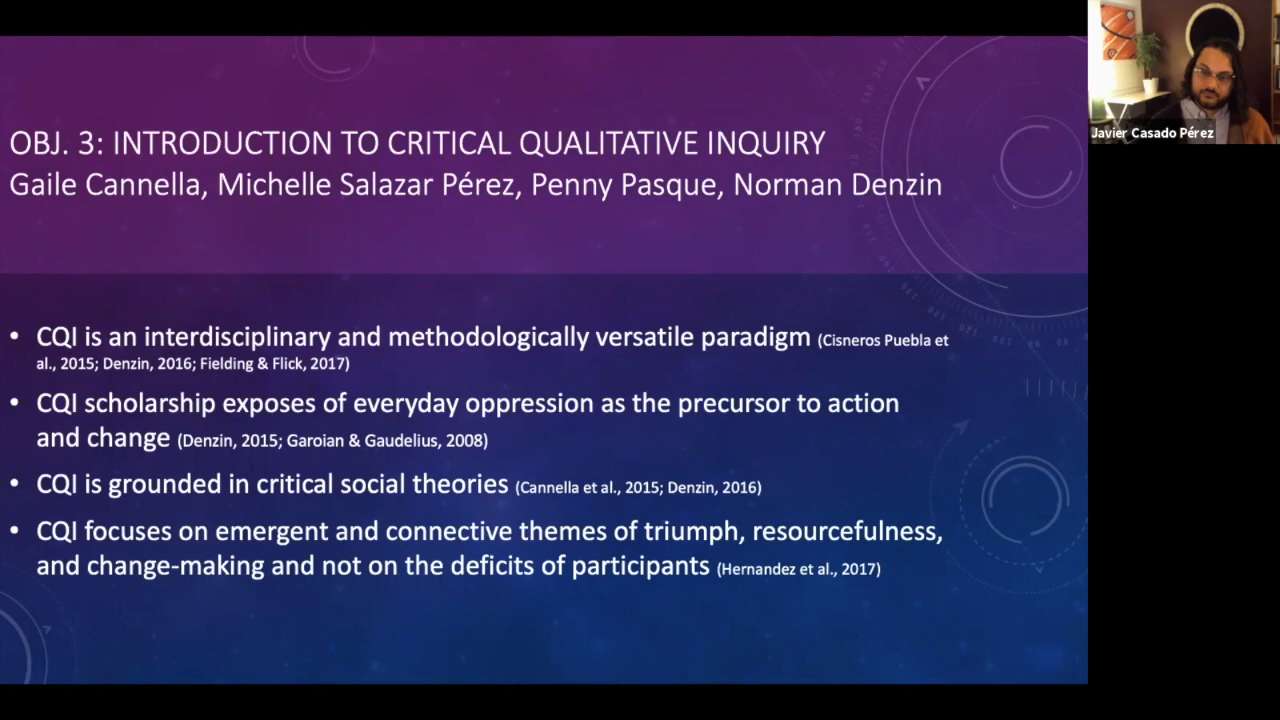 OBJ. 3: INTRODUCTION TO CRITICAL QUALITATIVE INQUIRY
Gaile Cannella, Michelle Salazar Pérez, Penny Pasque, Norman Denzin
• CQI is an interdisciplinary and methodologically versatile paradigm (Cisneros Puebla et
al., 2015; Denzin, 2016; Fielding & Flick, 2017)
• CQI scholarship exposes of everyday oppression as the precursor to action
and change (Denzin, 2015; Garoian & Gaudelius, 2008)
• CQI is grounded in critical social theories (Cannella et al., 2015; Denzin, 2016)
• CQI focuses on emergent and connective themes of triumph, resourcefulness,
and change-making and not on the deficits of participants (Hernandez et al., 2017)
Javier Casado Pérez